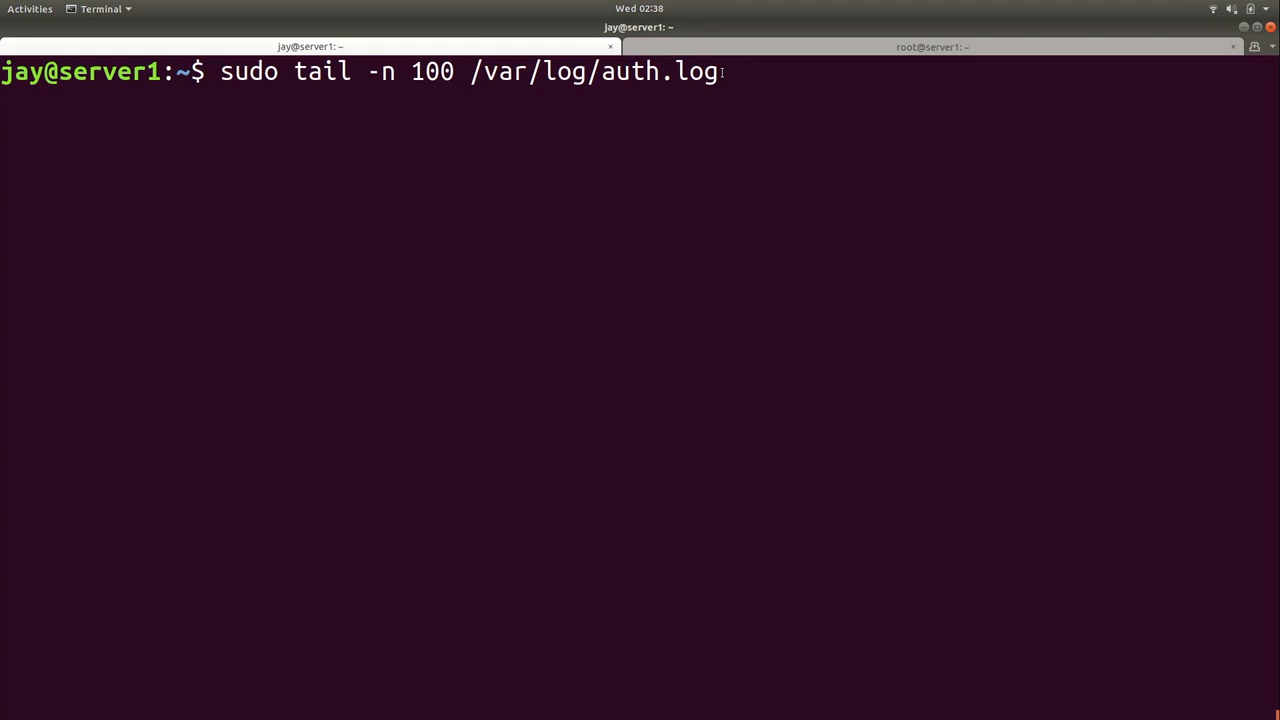 Activities Terminal Wed 02:38
jay@server1: ~
jay@server1: ~ × root@server1: ~ ×
jay@server1:~$ sudo tail -n 100 /var/log/auth.log